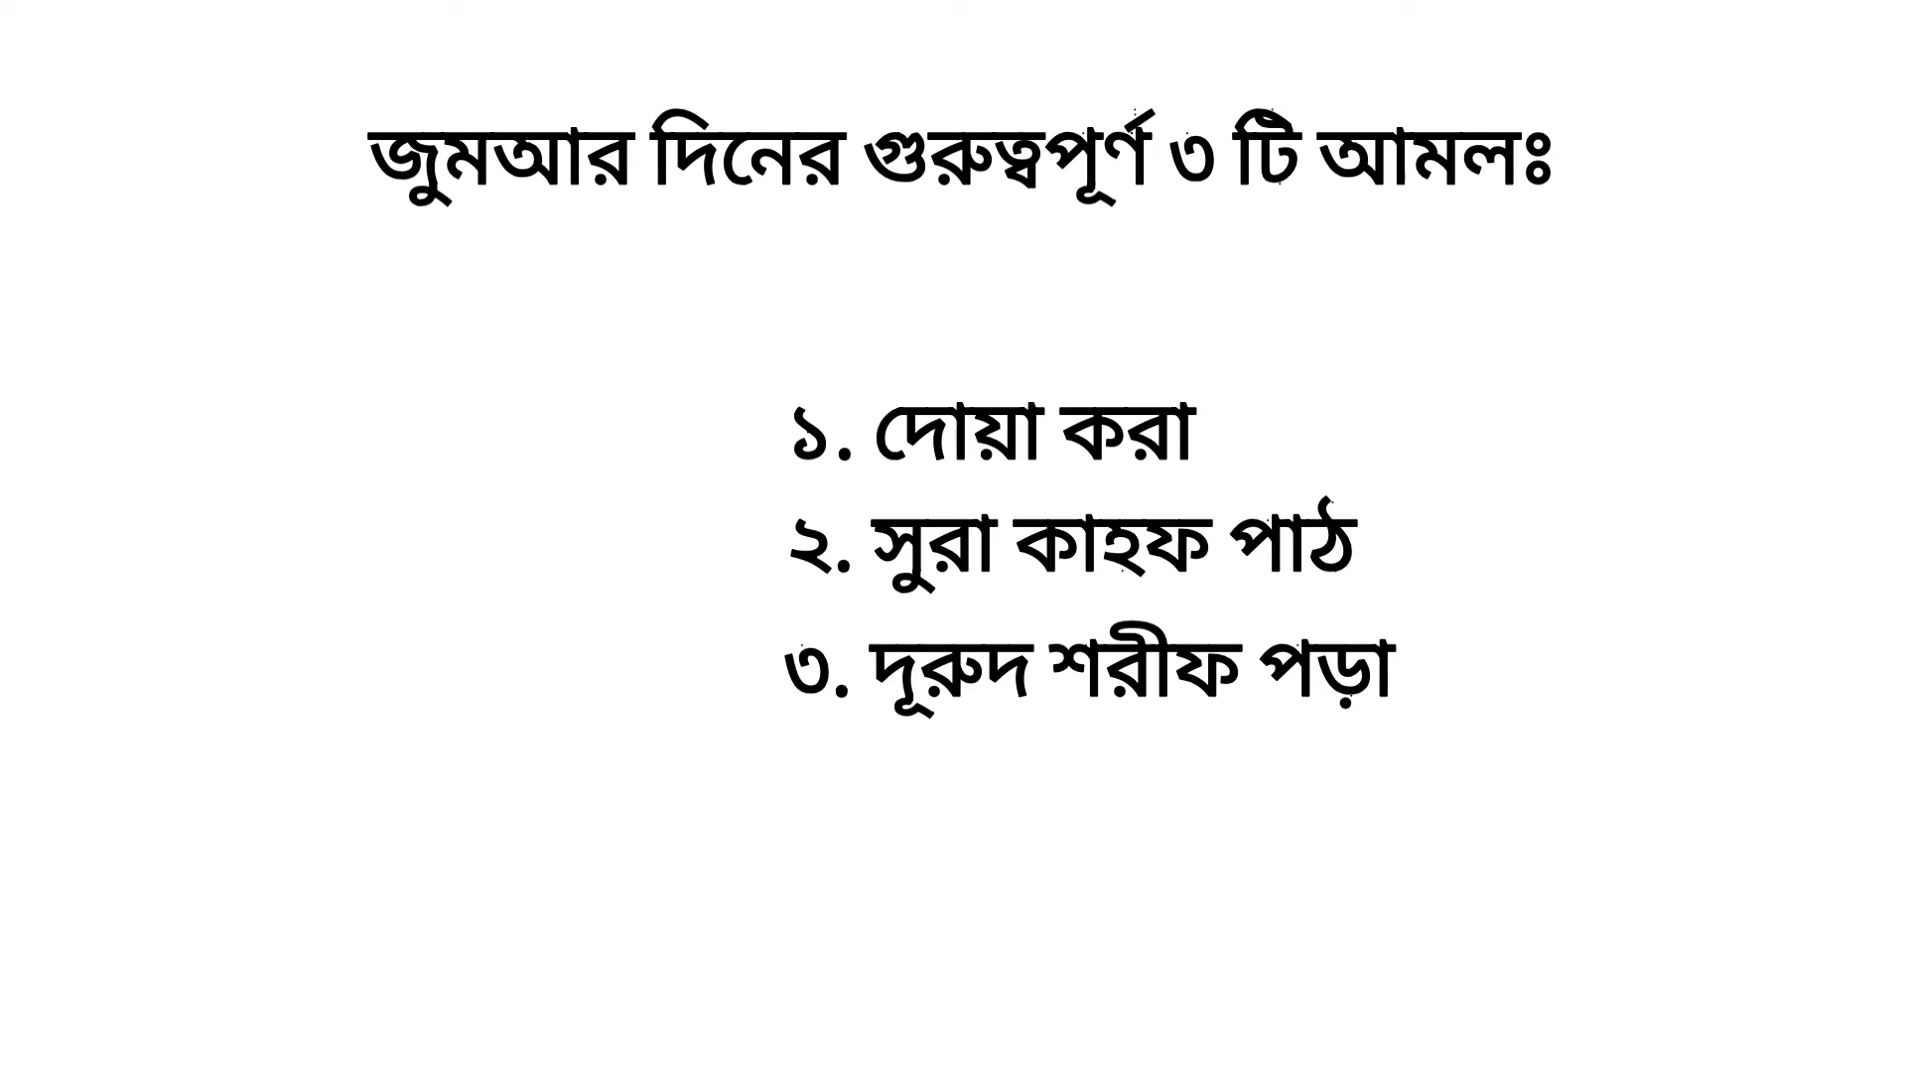 জুমআর দিনের গুরুত্বপূর্ণ ৩ টি আমলঃ
১. দোয়া করা
২. সুরা কাহফ পাঠ
৩. দূরুদ শরীফ পড়া